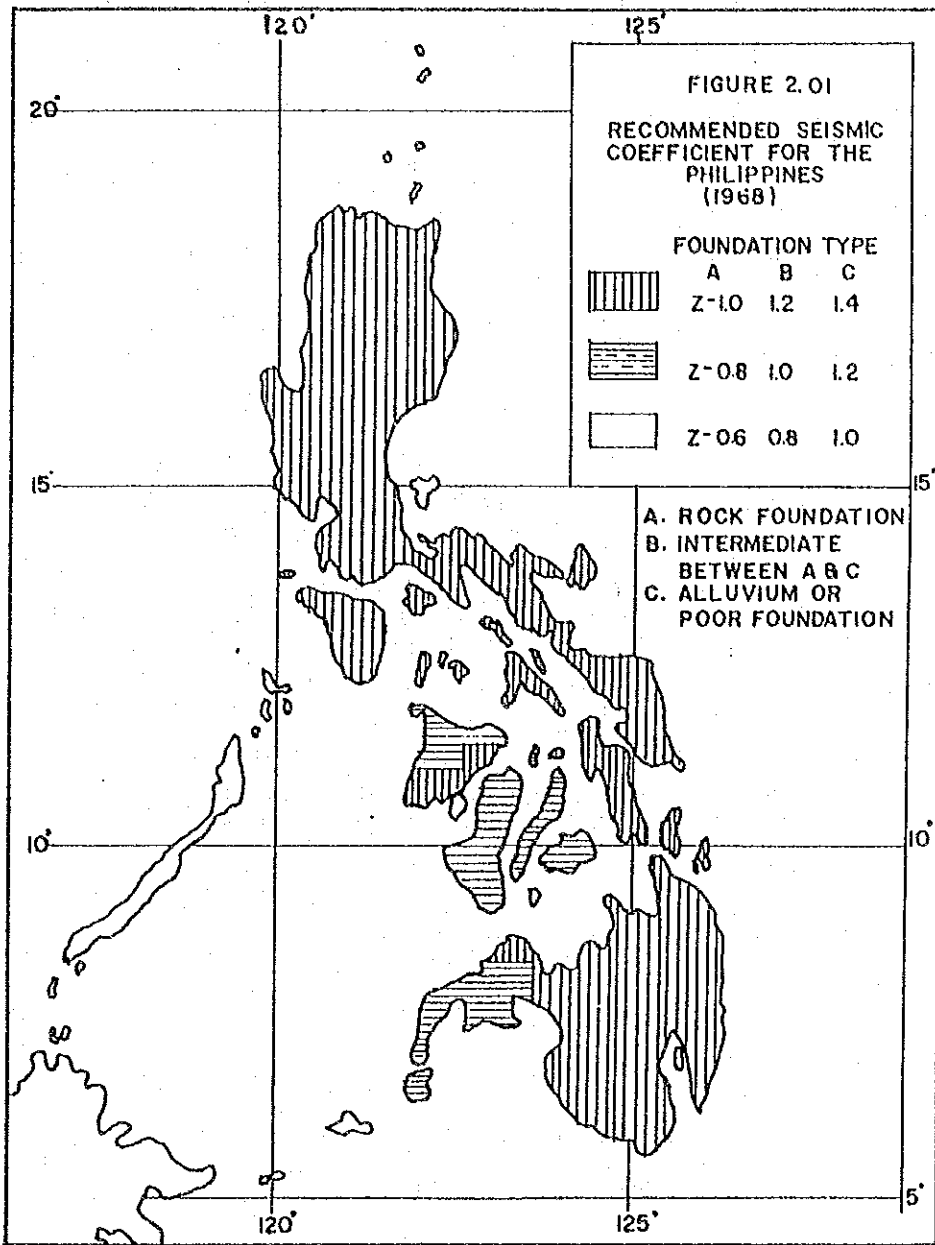 120° 125°
FIGURE 2.01
20°
RECOMMENDED SEISMIC
COEFFICIENT FOR THE
PHILIPPINES
(1968)
FOUNDATION TYPE
A B C
Z-1.0 1.2 1.4
Z-0.8 1.0 1.2
Z-0.6 0.8 1.0
15° 15°
A. ROCK FOUNDATION
B. INTERMEDIATE
BETWEEN A & C
C. ALLUVIUM OR
POOR FOUNDATION
10° 10°
5°
120° 125°